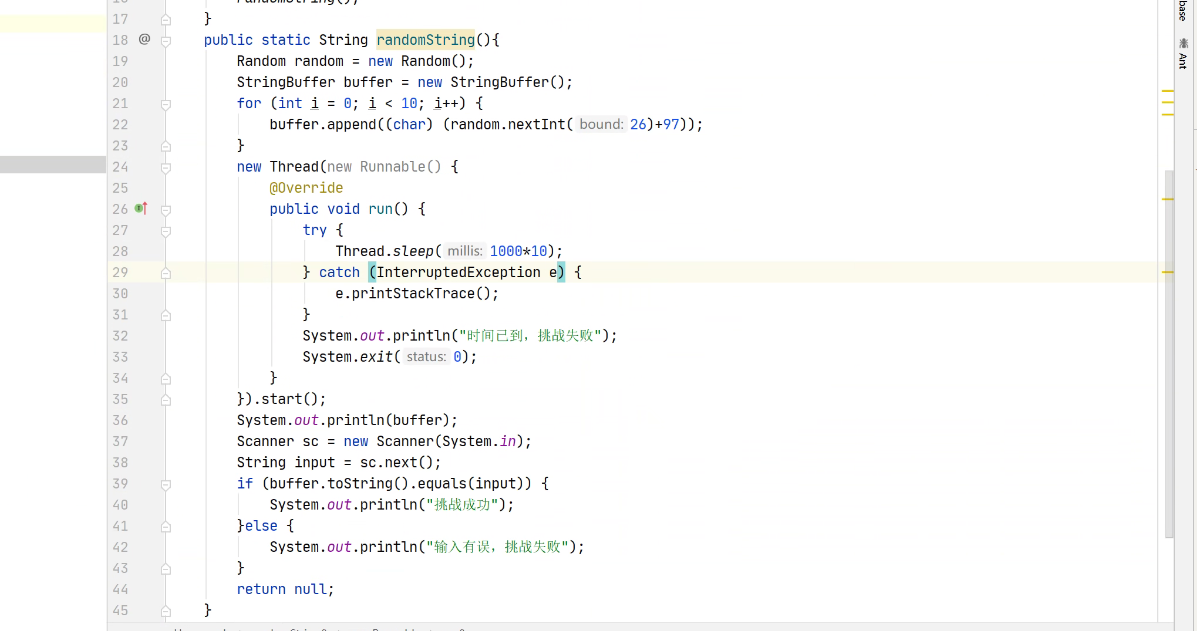 17 }
18 @ public static String randomString(){
19 Random random = new Random();
20 StringBuffer buffer = new StringBuffer();
21 for (int i = 0; i < 10; i++) {
22 buffer.append((char) (random.nextInt( bound: 26)+97));
23 }
24 new Thread(new Runnable() {
25 @Override
26 public void run() {
27 try {
28 Thread.sleep( millis: 1000*10);
29 } catch (InterruptedException e) {
30 e.printStackTrace();
31 }
32 System.out.println("时间已到，挑战失败");
33 System.exit( status: 0);
34 }
35 }).start();
36 System.out.println(buffer);
37 Scanner sc = new Scanner(System.in);
38 String input = sc.next();
39 if (buffer.toString().equals(input)) {
40 System.out.println("挑战成功");
41 }else {
42 System.out.println("输入有误，挑战失败");
43 }
44 return null;
45 }
base
Ant